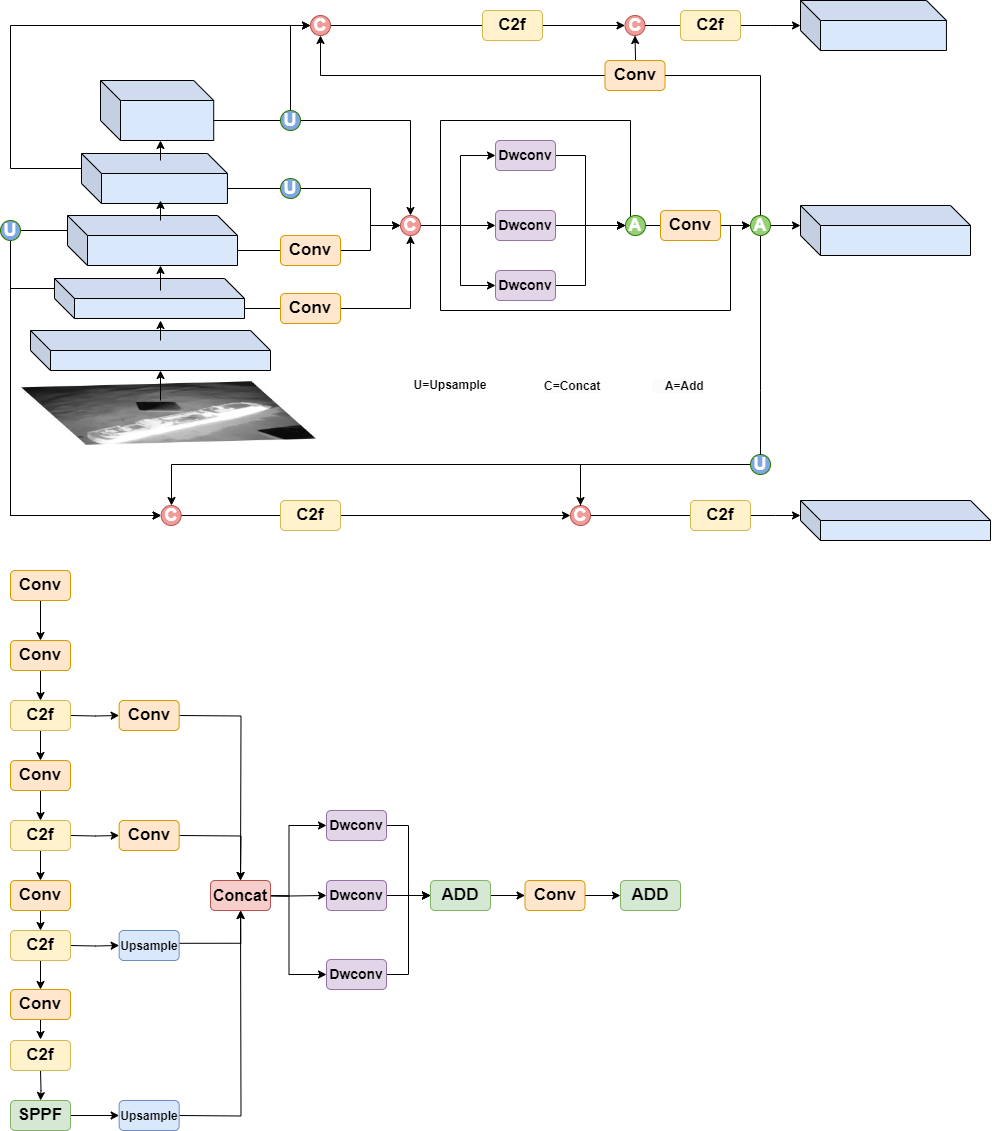 C
C2f
C
C2f
Conv
U
Dwconv
U
C
Dwconv
A
Conv
A
U
Conv
Dwconv
Conv
U=Upsample
C=Concat
A=Add
U
C
C2f
C
C2f
Conv
Conv
C2f
Conv
Conv
C2f
Conv
Dwconv
Conv
Concat
Dwconv
ADD
Conv
ADD
C2f
Upsample
Dwconv
Conv
C2f
SPPF
Upsample